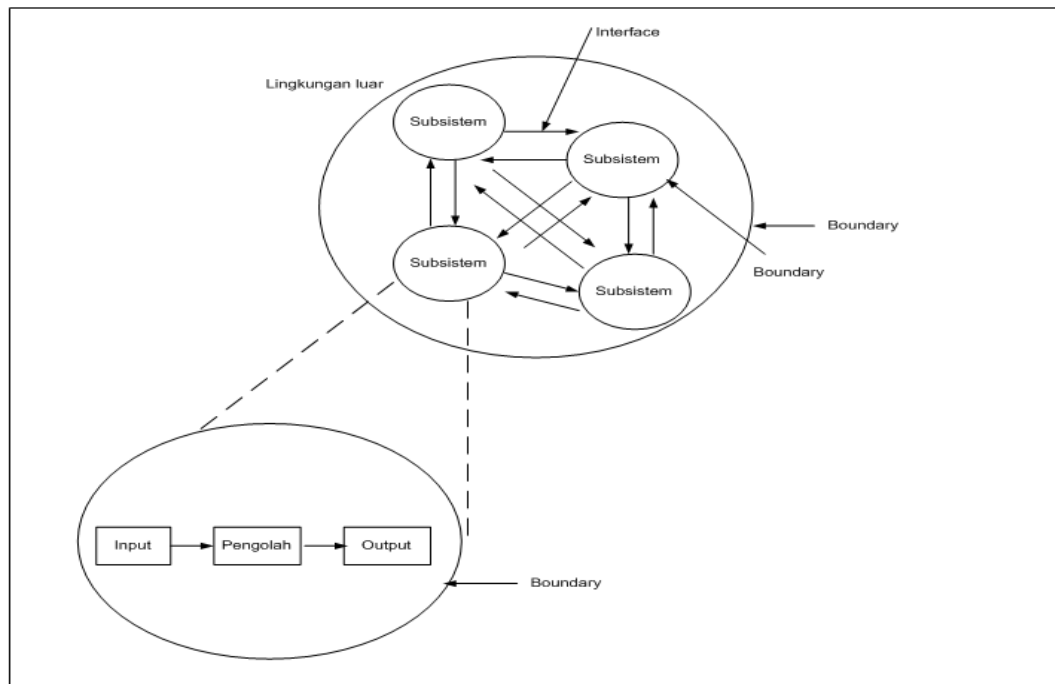 Interface
Lingkungan luar
Subsistem
Subsistem
Boundary
Subsistem
Boundary
Subsistem
Input
Pengolah
Output
Boundary